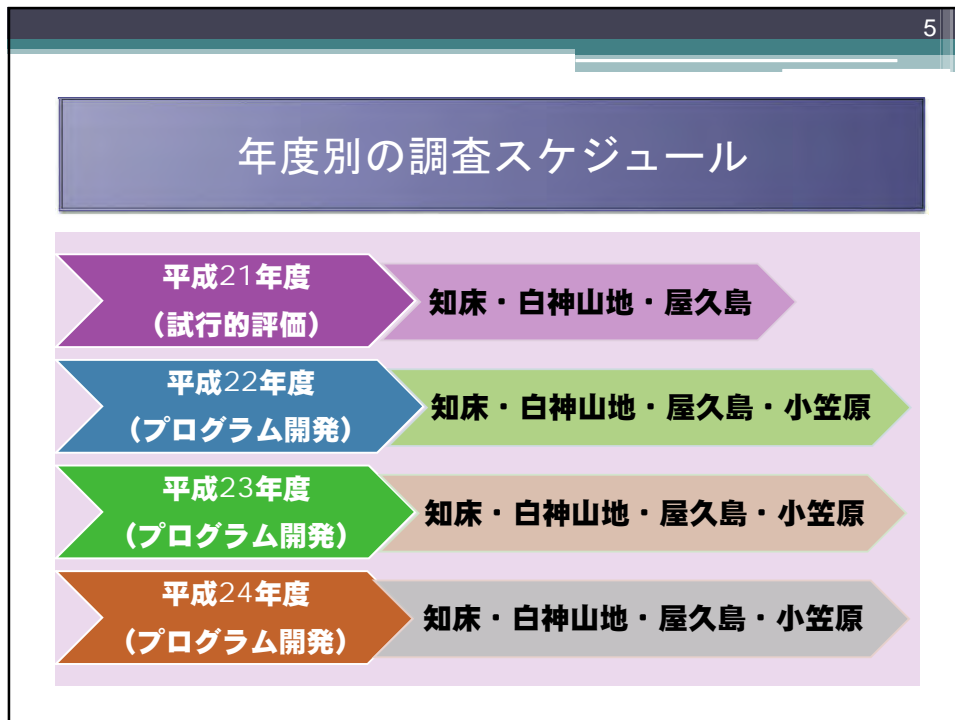 5
年度別の調査スケジュール
平成21年度
（試行的評価）
知床・白神山地・屋久島
平成22年度
（プログラム開発）
知床・白神山地・屋久島・小笠原
平成23年度
（プログラム開発）
知床・白神山地・屋久島・小笠原
平成24年度
（プログラム開発）
知床・白神山地・屋久島・小笠原